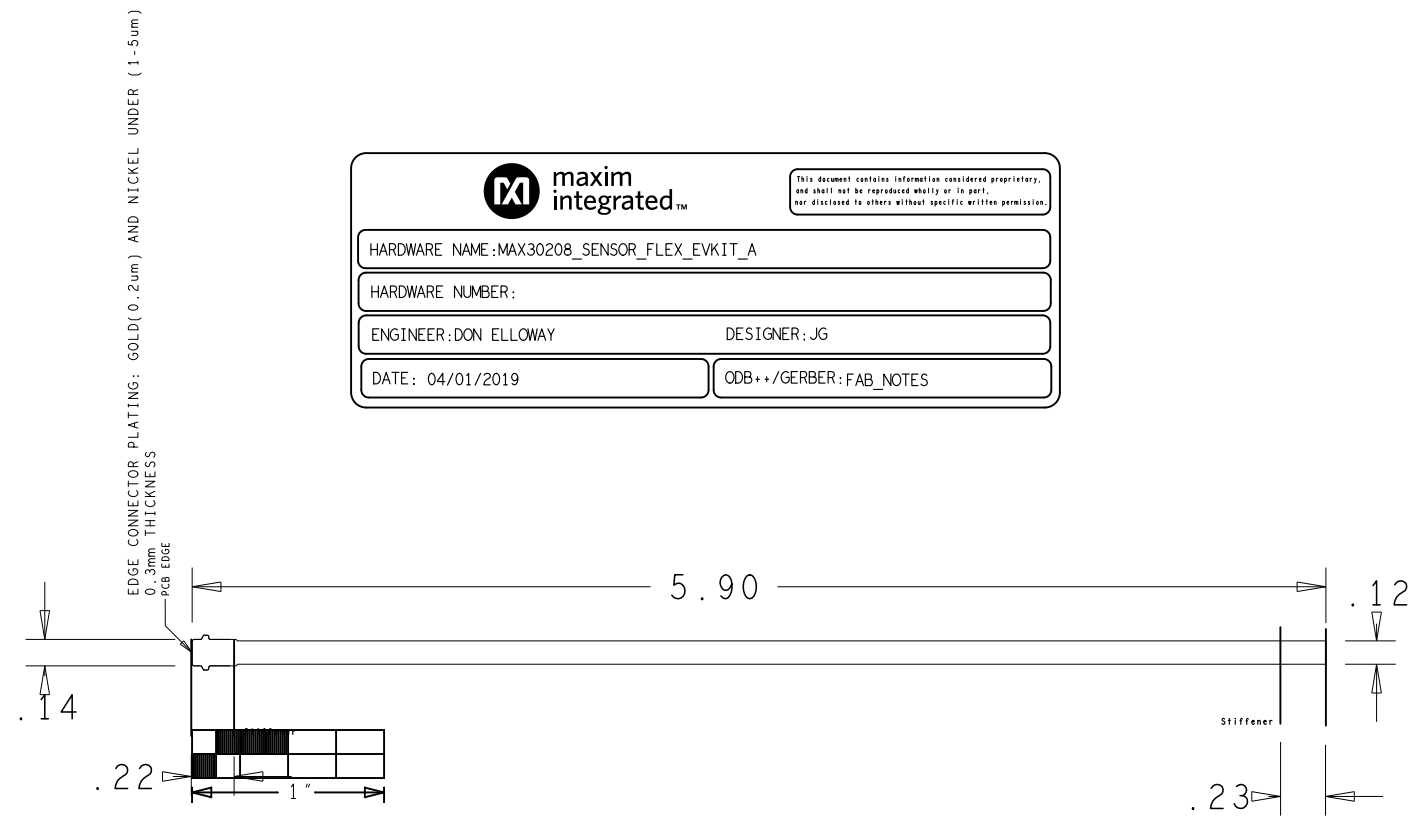 EDGE CONNECTOR PLATING: GOLD(0.2um) AND NICKEL UNDER (1-5um)
0.3mm THICKNESS
PCB EDGE
maxim
integrated™
This document contains information considered proprietary,
and shall not be reproduced wholly or in part,
nor disclosed to others without specific written permission.
HARDWARE NAME:MAX30208_SENSOR_FLEX_EVKIT_A
HARDWARE NUMBER:
ENGINEER:DON ELLOWAY DESIGNER:JG
DATE: 04/01/2019 ODB++/GERBER:FAB_NOTES
5.90
.12
.14
Stiffener
.22
1"
.23